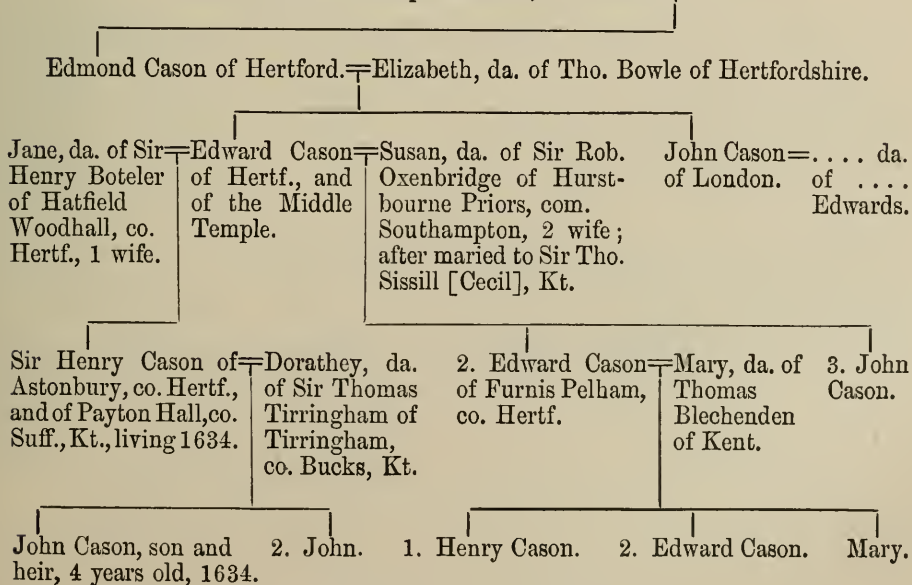 Edmond Cason of Hertford.=Elizabeth, da. of Tho. Bowle of Hertfordshire.
Jane, da. of Sir=
Henry Boteler
of Hatfield
Woodhall, co.
Hertf., 1 wife.
Edward Cason=
of Hertf., and
of the Middle
Temple.
Susan, da. of Sir Rob.
Oxenbridge of Hurst-
bourne Priors, com.
Southampton, 2 wife;
after maried to Sir Tho.
Sissill [Cecil], Kt.
John Cason=
of London.
.... da.
of ....
Edwards.
Sir Henry Cason of=
Astonbury, co. Hertf.,
and of Payton Hall, co.
Suff., Kt., living 1634.
Dorathey, da.
of Sir Thomas
Tirringham of
Tirringham,
co. Bucks, Kt.
2. Edward Cason=
of Furnis Pelham,
co. Hertf.
Mary, da. of
Thomas
Blechenden
of Kent.
3. John
Cason.
John Cason, son and
heir, 4 years old, 1634.
2. John.
1. Henry Cason.
2. Edward Cason.
Mary.